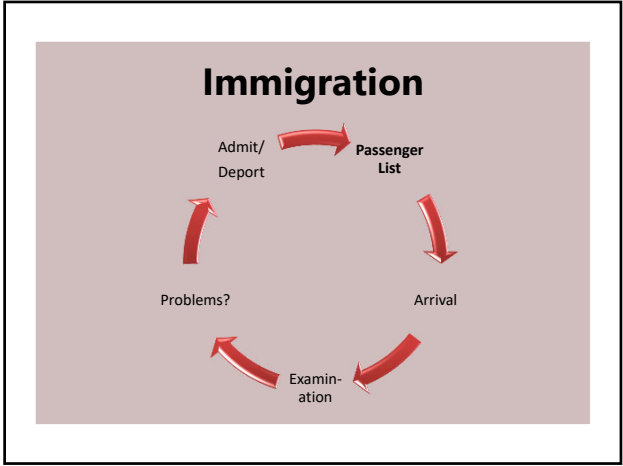 Immigration
Admit/
Deport
Passenger
List
Arrival
Examin-
ation
Problems?